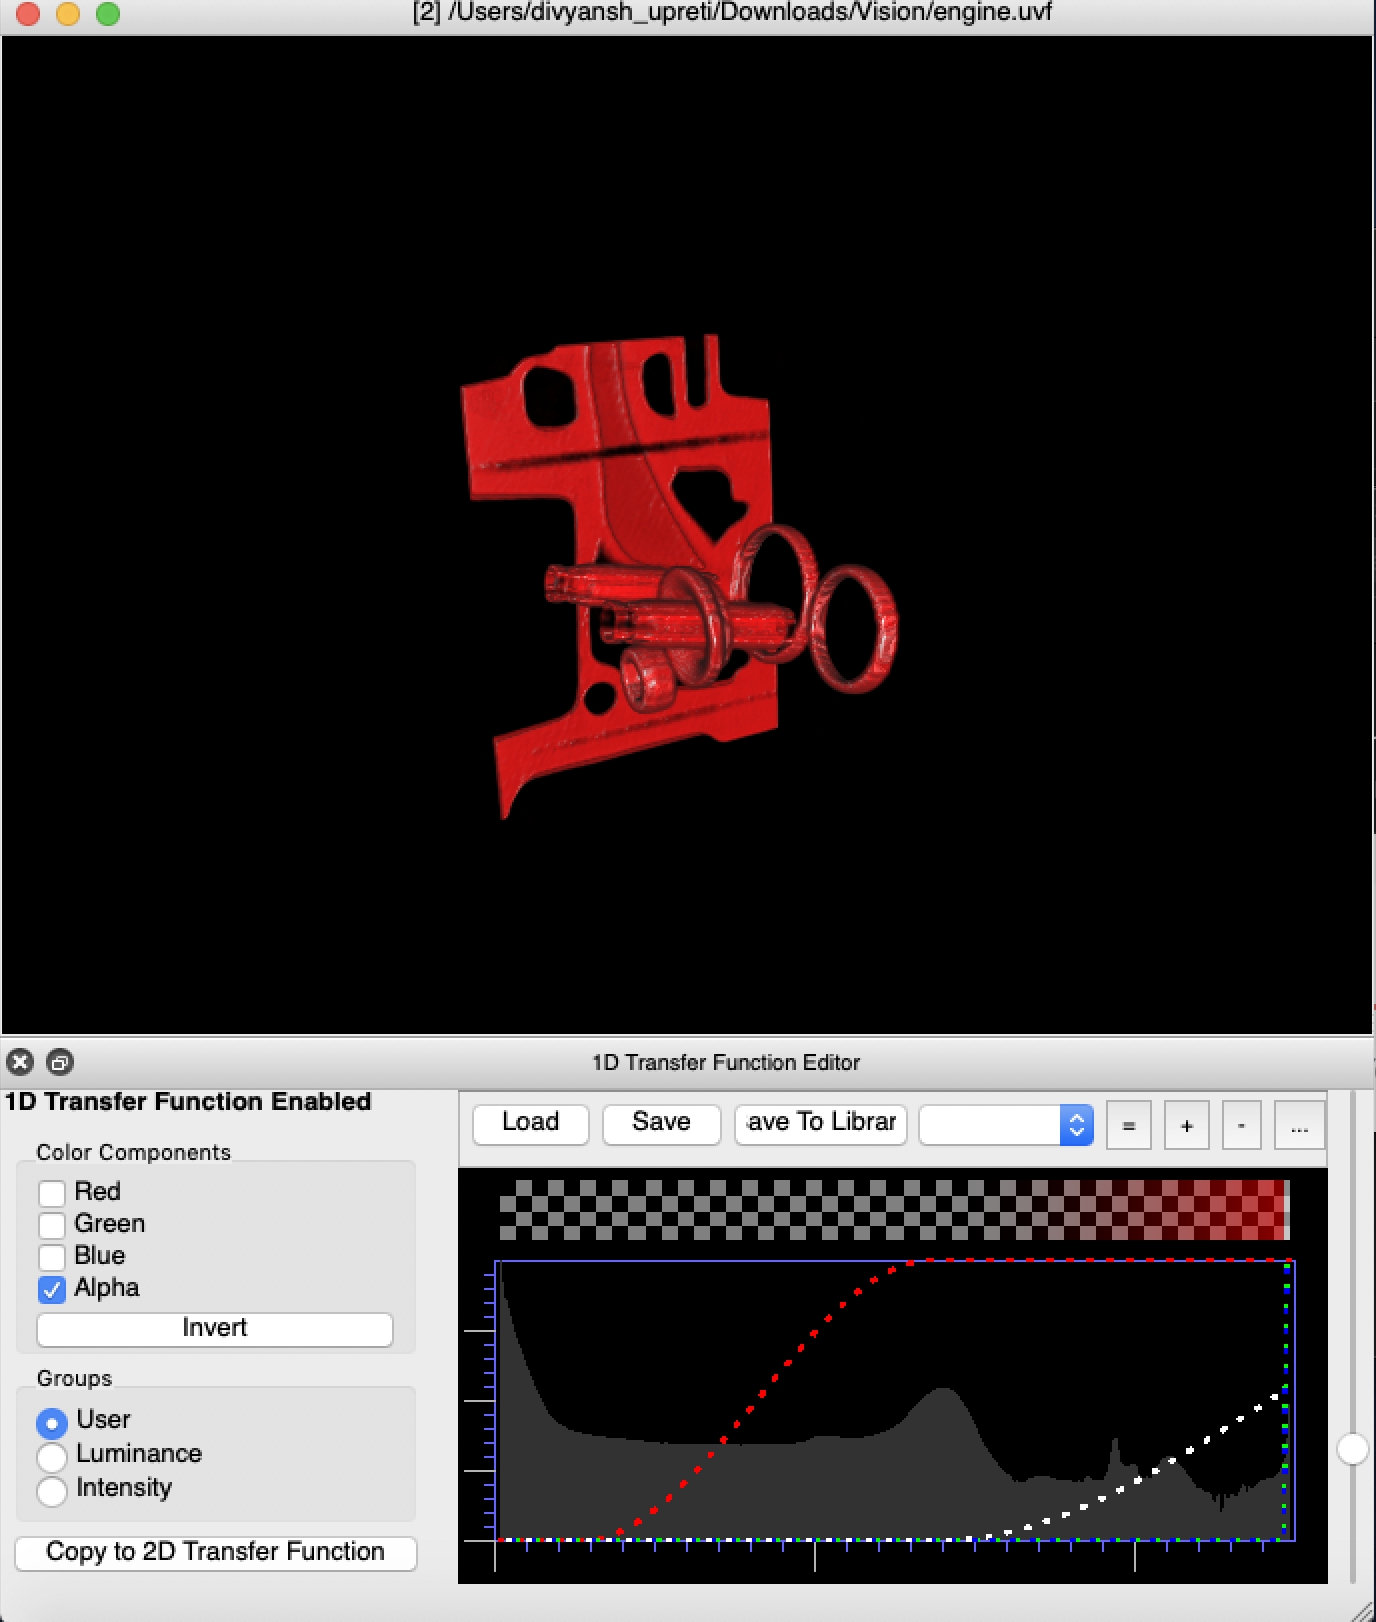 [2] /Users/divyansh_upreti/Downloads/Vision/engine.uvf
1D Transfer Function Editor
1D Transfer Function Enabled
Load Save ave To Librar = + - ...
Color Components
Red
Green
Blue
Alpha
Invert
Groups
User
Luminance
Intensity
Copy to 2D Transfer Function